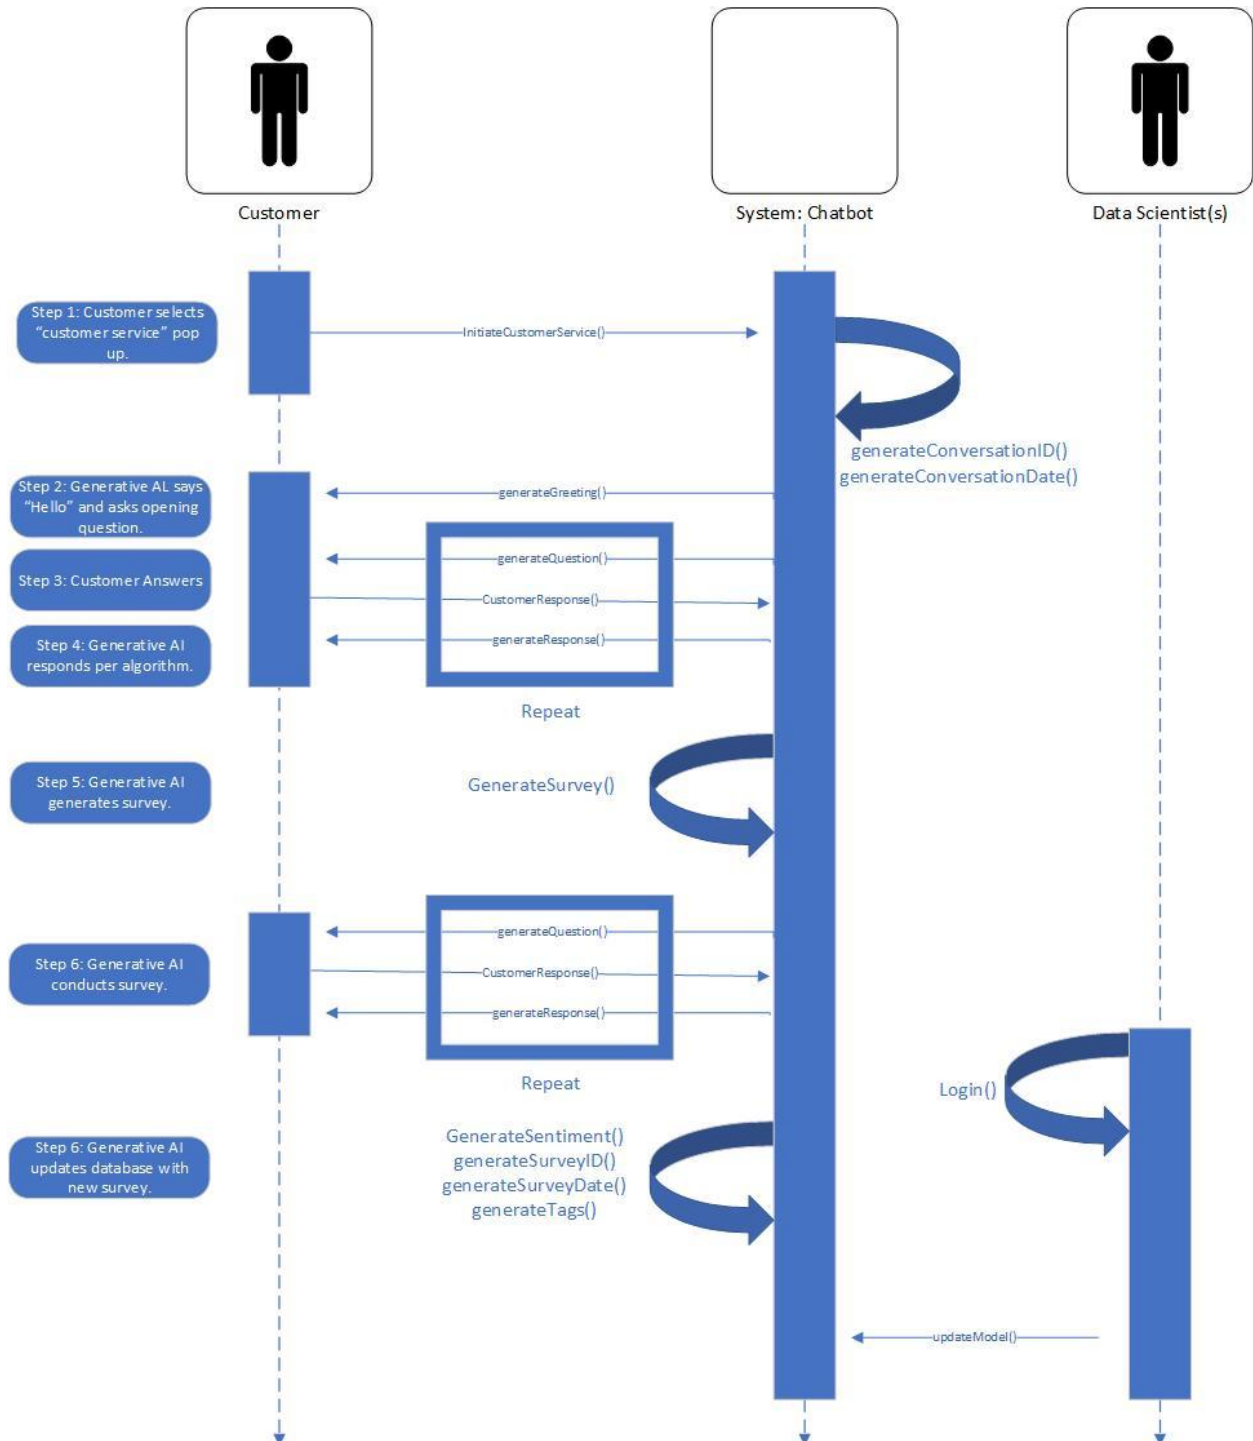 Customer
System: Chatbot
Data Scientist(s)
Step 1: Customer selects
“customer service” pop
up.
InitiateCustomerService()
generateConversationID()
generateConversationDate()
Step 2: Generative AL says
“Hello” and asks opening
question.
generateGreeting()
generateQuestion()
Step 3: Customer Answers
CustomerResponse()
Step 4: Generative AI
responds per algorithm.
generateResponse()
Repeat
Step 5: Generative AI
generates survey.
GenerateSurvey()
generateQuestion()
Step 6: Generative AI
conducts survey.
CustomerResponse()
generateResponse()
Repeat
Login()
Step 6: Generative AI
updates database with
new survey.
GenerateSentiment()
generateSurveyID()
generateSurveyDate()
generateTags()
updateModel()